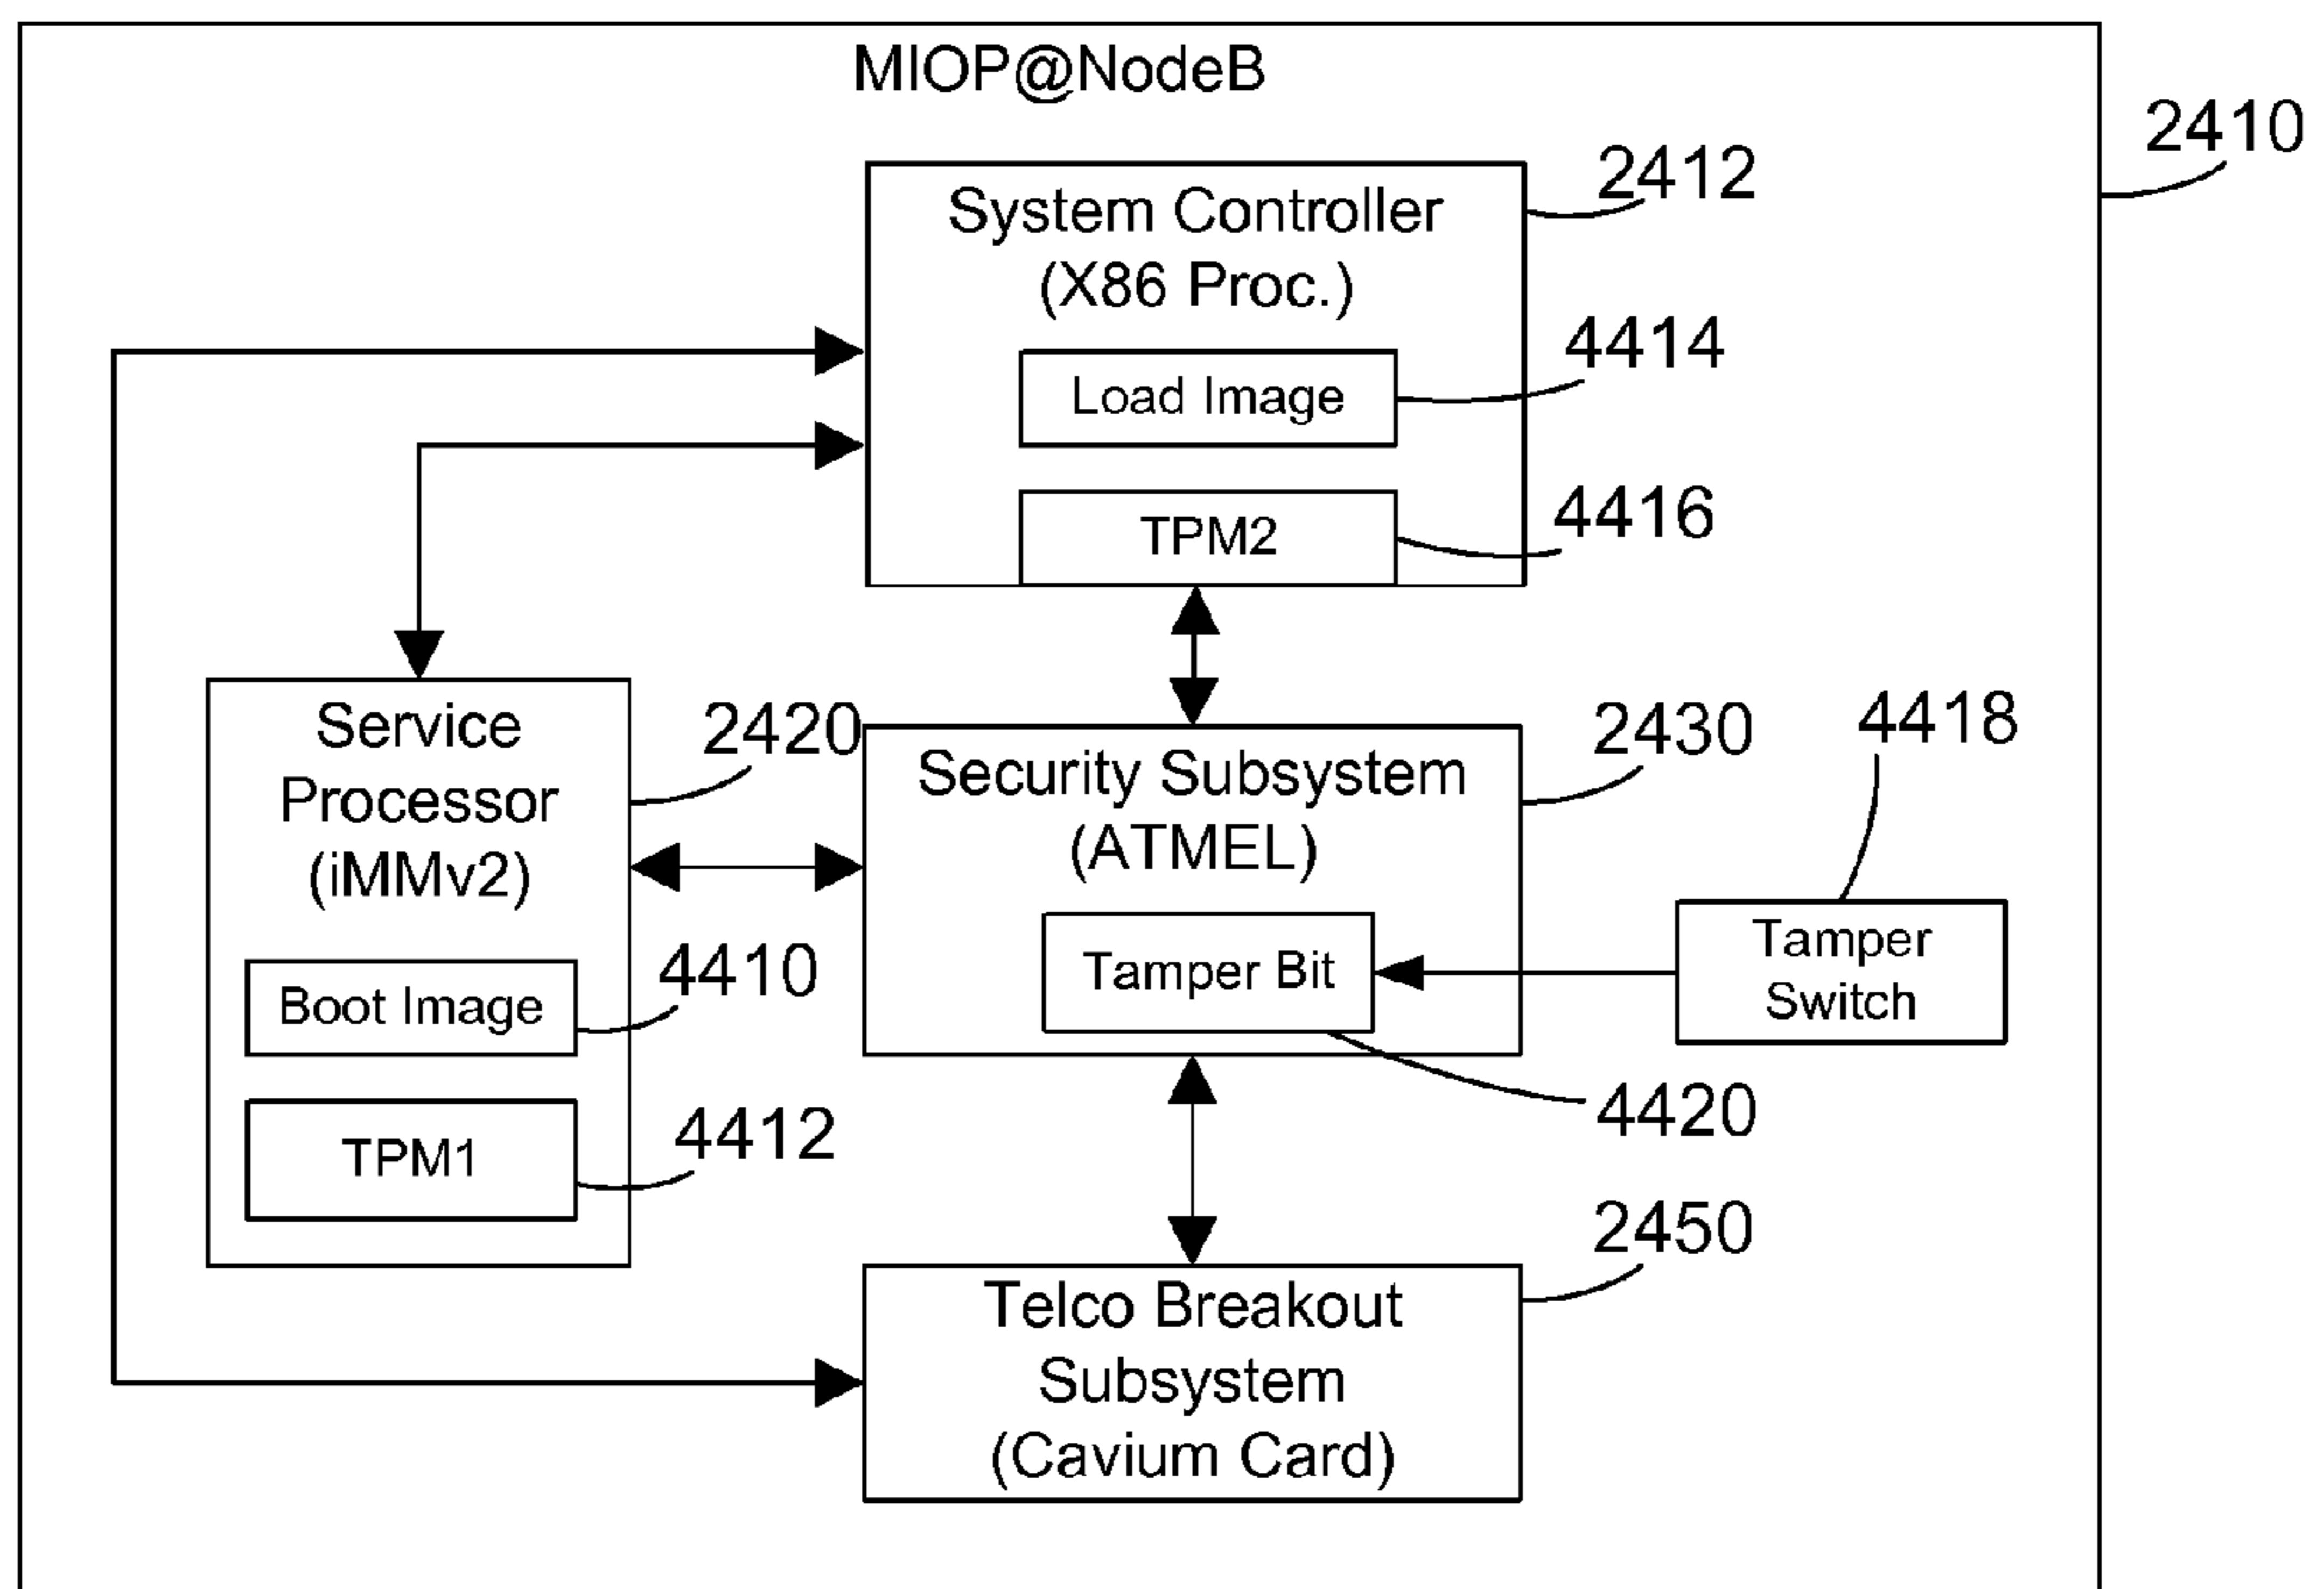 MIOP@NodeB
2410
System Controller
(X86 Proc.)
2412
Load Image
4414
TPM2
4416
Service
Processor
(iMMv2)
2420
Boot Image
4410
TPM1
4412
Security Subsystem
(ATMEL)
2430
Tamper Bit
4420
Tamper
Switch
4418
Telco Breakout
Subsystem
(Cavium Card)
2450